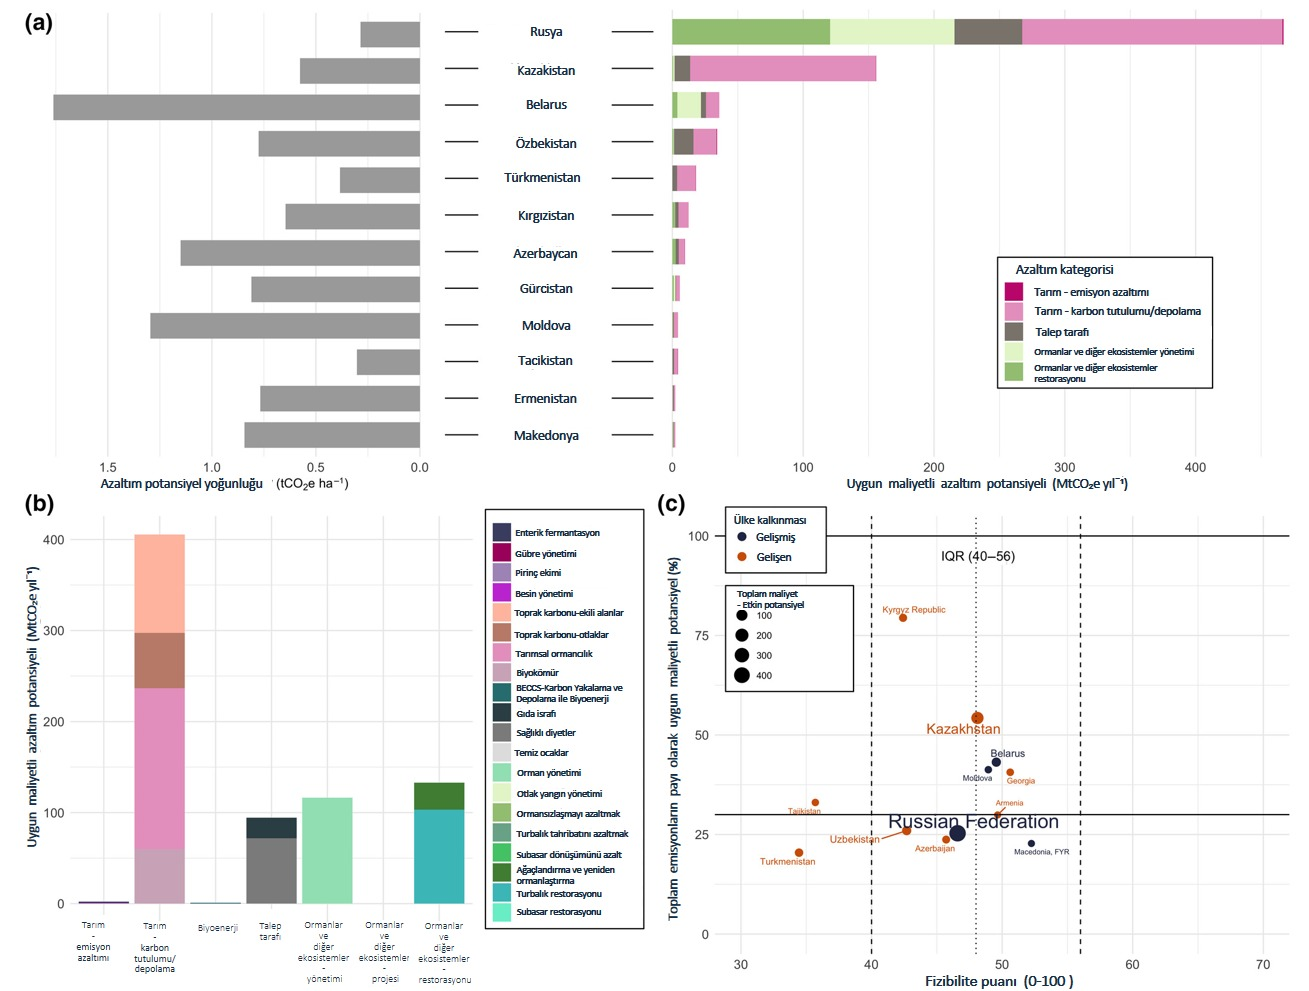 (a)
Rusya
Kazakistan
Belarus
Özbekistan
Türkmenistan
Kırgızistan
Azerbaycan
Gürcistan
Moldova
Tacikistan
Ermenistan
Makedonya
1.5
1.0
0.5
0.0
Azaltım potansiyel yoğunluğu (tCO₂e ha⁻¹)
Azaltım kategorisi
Tarım - emisyon azaltımı
Tarım - karbon tutulumu/depolama
Talep tarafı
Ormanlar ve diğer ekosistemler yönetimi
Ormanlar ve diğer ekosistemler
restorasyonu
0
100
200
300
400
Uygun maliyetli azaltım potansiyeli (MtCO₂e yıl⁻¹)
(b)
Uygun maliyetli azaltım potansiyeli (MtCO₂e yıl⁻¹)
400
300
200
100
0
Tarım
-
emisyon
azaltımı
Tarım
-
karbon
tutulumu/
depolama
Biyoenerji
Talep
tarafı
Ormanlar
ve
diğer
ekosistemler
-
yönetimi
Ormanlar
ve
diğer
ekosistemler
-
projesi
Ormanlar
ve
diğer
ekosistemler
-
restorasyonu
Enterik fermantasyon
Gübre yönetimi
Pirinç ekimi
Besin yönetimi
Toprak karbonu-ekili alanlar
Toprak karbonu-otlaklar
Tarımsal ormancılık
Biyokömür
BECCS-Karbon Yakalama ve
Depolama ile Biyoenerji
Gıda israfı
Sağlıklı diyetler
Temiz ocaklar
Orman yönetimi
Otlak yangın yönetimi
Ormansızlaşmayı azaltmak
Turbalık tahribatını azaltmak
Subasar dönüşümünü azalt
Ağaçlandırma ve yeniden
ormanlaştırma
Turbalık restorasyonu
Subasar restorasyonu
(c)
Ülke kalkınması
Gelişmiş
Gelişen
Toplam maliyet
- Etkin potansiyel
100
200
300
400
IQR (40–56)
Kyrgyz Republic
Kazakhstan
Belarus
Moldova
Georgia
Armenia
Tajikistan
Russian Federation
Uzbekistan
Azerbaijan
Macedonia, FYR
Turkmenistan
Toplam emisyonların payı olarak uygun maliyetli potansiyel (%)
100
75
50
25
0
30
40
50
60
70
Fizibilite puanı (0-100 )